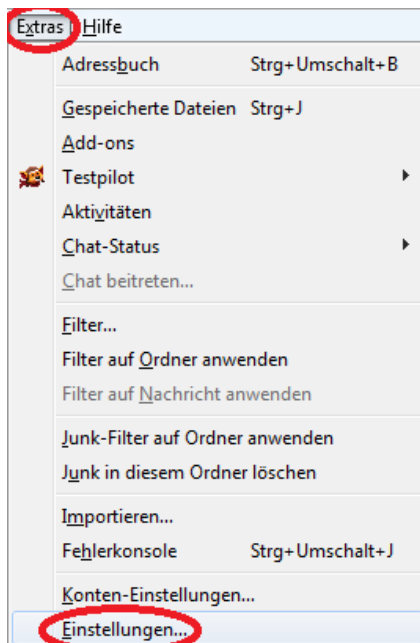 Extras Hilfe
Adressbuch Strg+Umschalt+B
Gespeicherte Dateien Strg+J
Add-ons
Testpilot
Aktivitäten
Chat-Status
Chat beitreten...
Filter...
Filter auf Ordner anwenden
Filter auf Nachricht anwenden
Junk-Filter auf Ordner anwenden
Junk in diesem Ordner löschen
Importieren...
Fehlerkonsole Strg+Umschalt+J
Konten-Einstellungen...
Einstellungen...